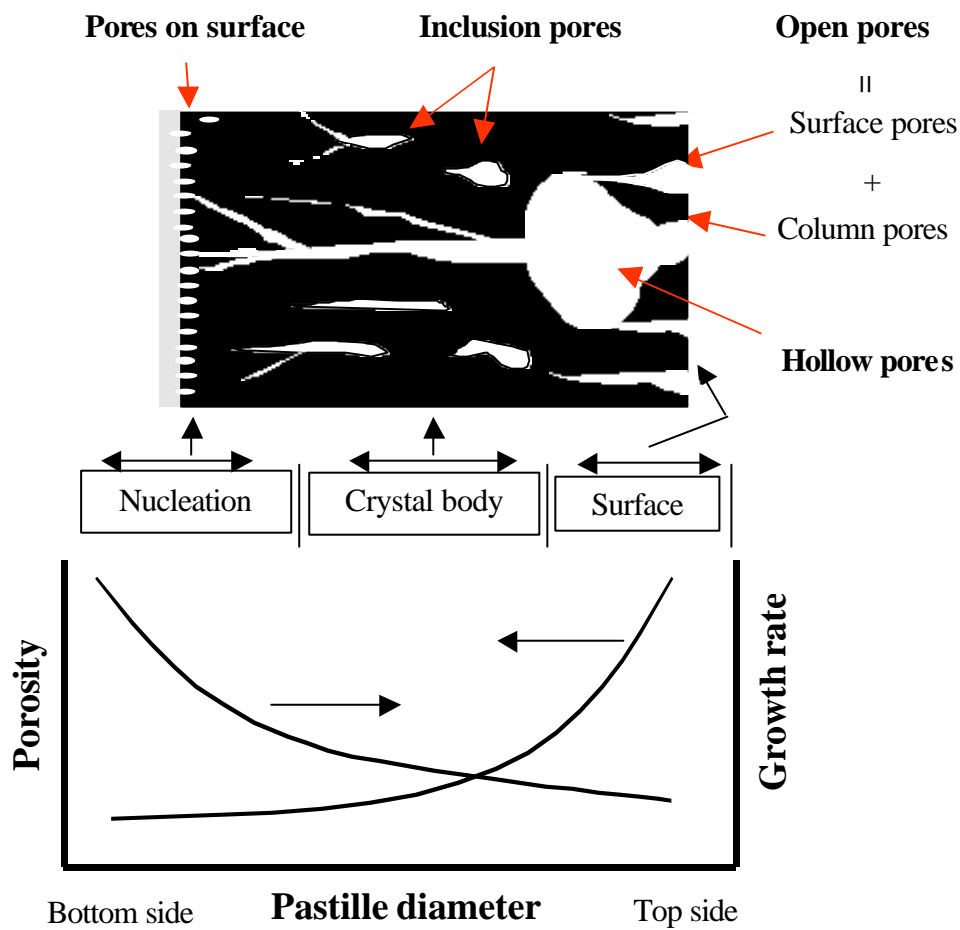 Pores on surface
Inclusion pores
Open pores
=
Surface pores
+
Column pores
Hollow pores
Nucleation
Crystal body
Surface
Porosity
Growth rate
Bottom side
Pastille diameter
Top side